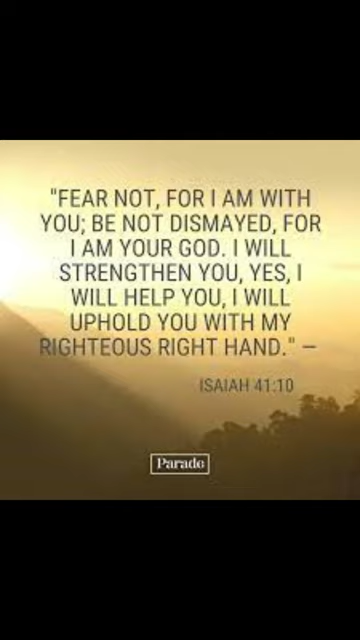 "FEAR NOT, FOR I AM WITH
YOU; BE NOT DISMAYED, FOR
I AM YOUR GOD. I WILL
STRENGTHEN YOU, YES, I
WILL HELP YOU, I WILL
UPHOLD YOU WITH MY
RIGHTEOUS RIGHT HAND." —
ISAIAH 41:10
Parade